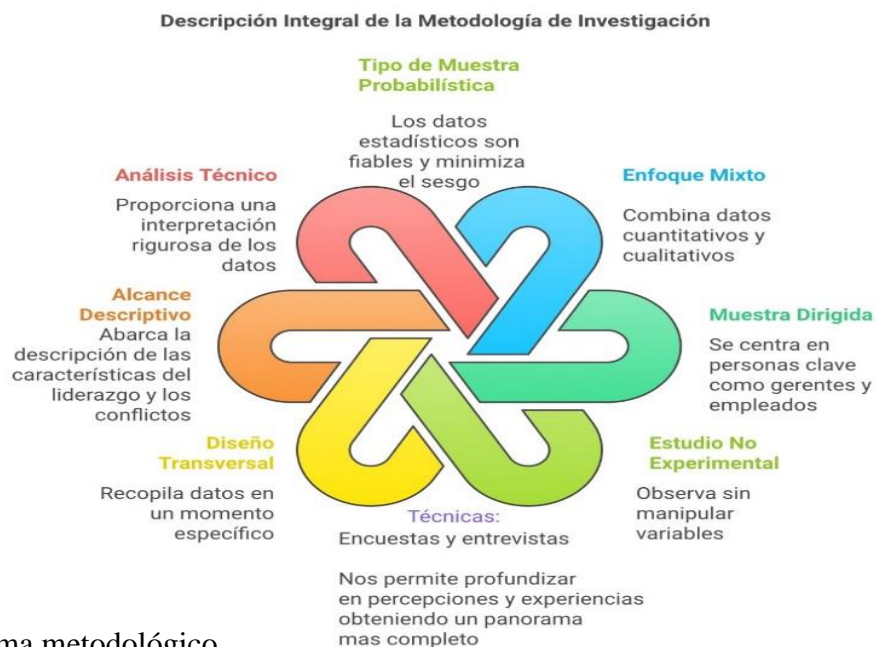 Descripción Integral de la Metodología de Investigación
Tipo de Muestra
Probabilística
Los datos
estadísticos son
fiables y minimiza
el sesgo
Análisis Técnico
Proporciona una
interpretación
rigurosa de los
datos
Enfoque Mixto
Combina datos
cuantitativos y
cualitativos
Alcance
Descriptivo
Abarca la
descripción de las
características del
liderazgo y los
conflictos
Muestra Dirigida
Se centra en
personas clave
como gerentes y
empleados
Diseño
Transversal
Recopila datos en
un momento
específico
Estudio No
Experimental
Observa sin
manipular
variables
Técnicas:
Encuestas y entrevistas
Nos permite profundizar
en percepciones y experiencias
obteniendo un panorama
mas completo
metodológico